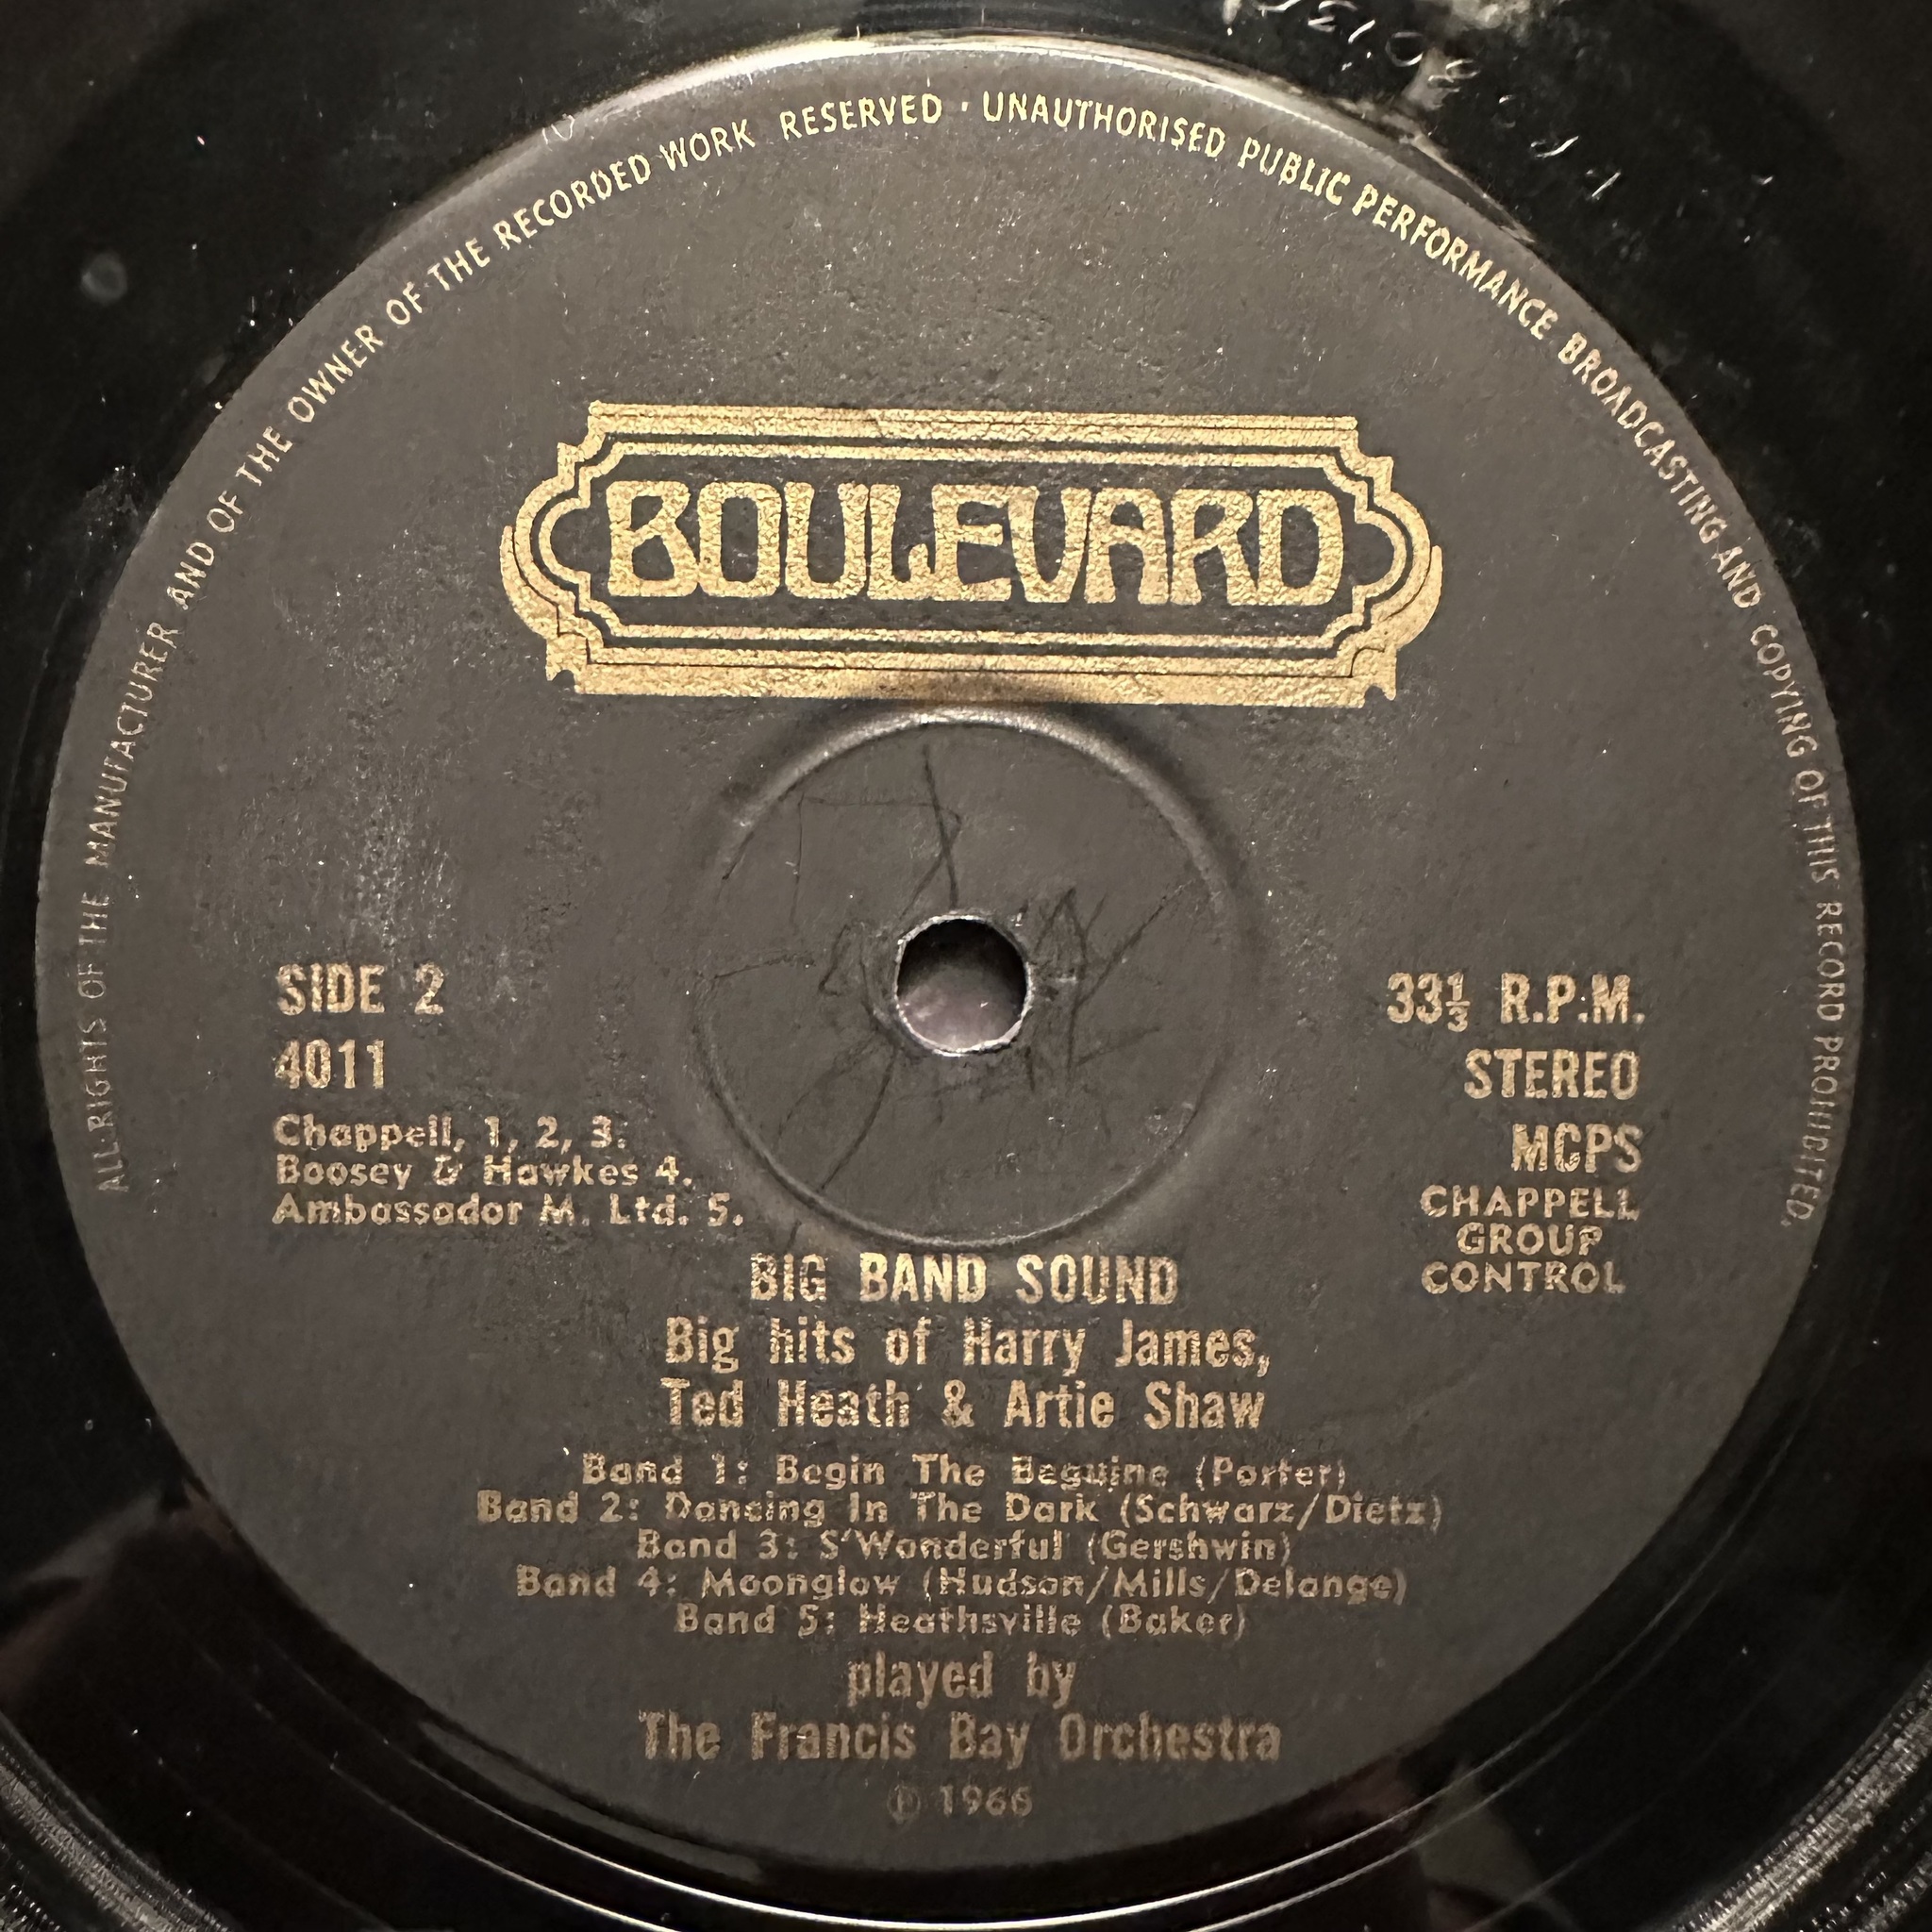 ALL RIGHTS OF THE MANUFACTURER AND OF THE OWNER OF THE RECORDED WORK RESERVED · UNAUTHORISED PUBLIC PERFORMANCE BROADCASTING AND COPYING OF THIS RECORD PROHIBITED.
BOULEVARD
SIDE 2
4011
Chappell, 1, 2, 3.
Boosey & Hawkes 4.
Ambassador M. Ltd. 5.
33⅓ R.P.M.
STEREO
MCPS
CHAPPELL
GROUP
CONTROL
BIG BAND SOUND
Big hits of Harry James,
Ted Heath & Artie Shaw
Band 1: Begin The Beguine (Porter)
Band 2: Dancing In The Dark (Schwarz/Dietz)
Band 3: S'Wonderful (Gershwin)
Band 4: Moonglow (Hudson/Mills/Delange)
Band 5: Heathsville (Baker)
played by
The Francis Bay Orchestra
℗ 1966